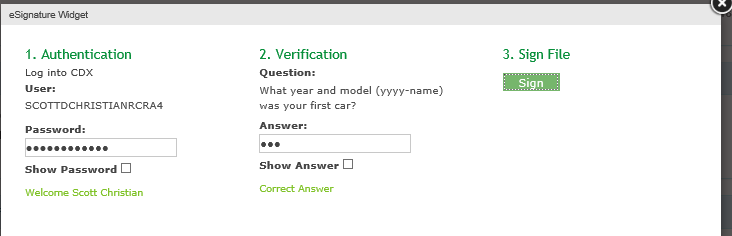 eSignature Widget
1. Authentication
Log into CDX
User:
SCOTTDCHRISTIANRCRA4
Password:
●●●●●●●●●●●●
Show Password
Welcome Scott Christian
2. Verification
Question:
What year and model (yyyy-name)
was your first car?
Answer:
●●●
Show Answer
Correct Answer
3. Sign File
Sign